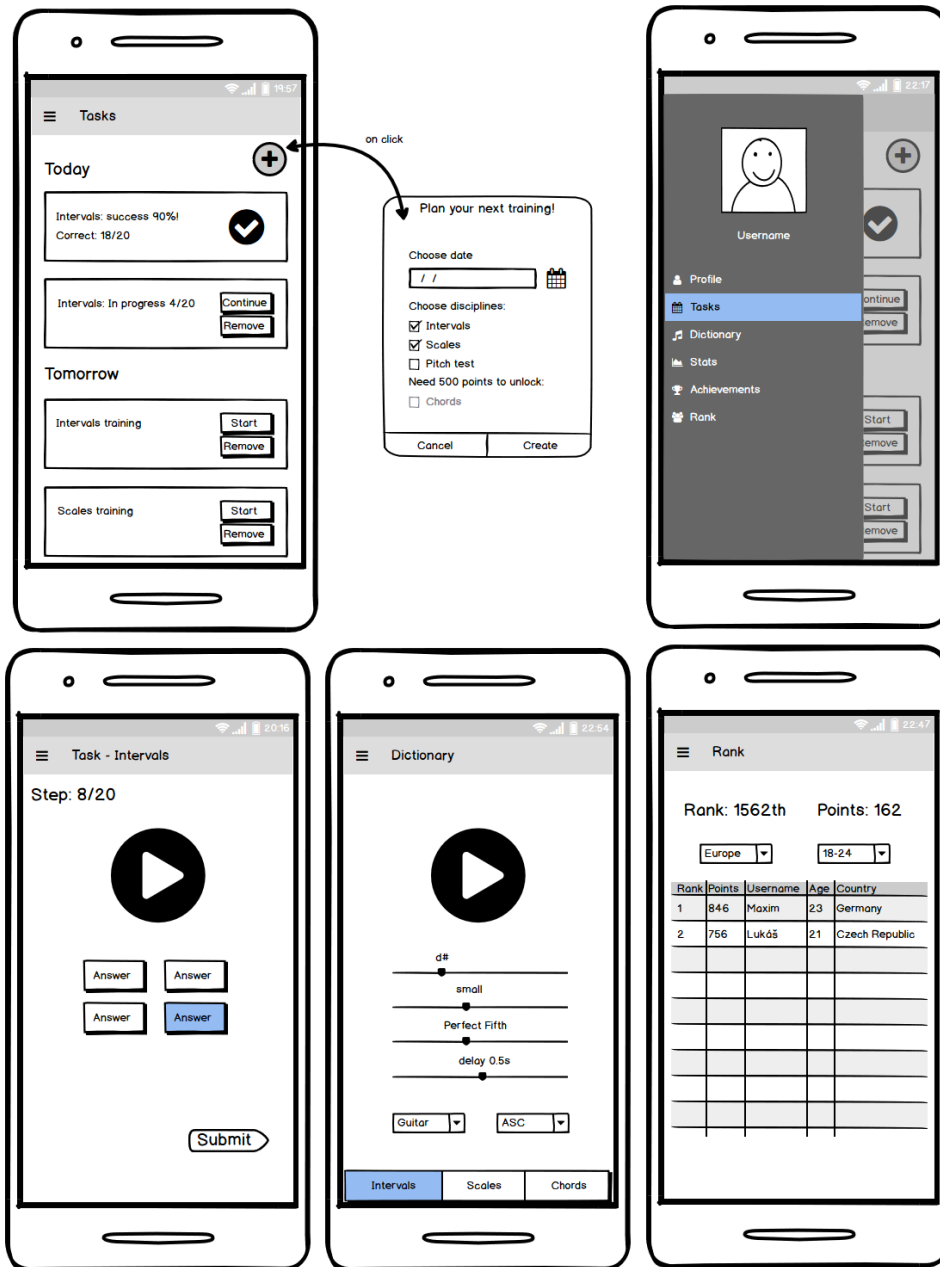 19:57
Tasks
Today
Intervals: success 90%!
Correct: 18/20
Intervals: In progress 4/20
Continue
Remove
Tomorrow
Intervals training
Start
Remove
Scales training
Start
Remove
on click
Plan your next training!
Choose date
/ /
Choose disciplines:
Intervals
Scales
Pitch test
Need 500 points to unlock:
Chords
Cancel
Create
22:17
Username
Profile
Tasks
Dictionary
Stats
Achievements
Rank
ontinue
emove
Start
emove
Start
emove
20:16
Task - Intervals
Step: 8/20
Answer Answer
Answer Answer
Submit
22:54
Dictionary
d#
small
Perfect Fifth
delay 0.5s
Guitar ASC
Intervals Scales Chords
22:47
Rank
Rank: 1562th Points: 162
Europe 18-24
Rank Points Username Age Country
1 846 Maxim 23 Germany
2 756 Lukáš 21 Czech Republic